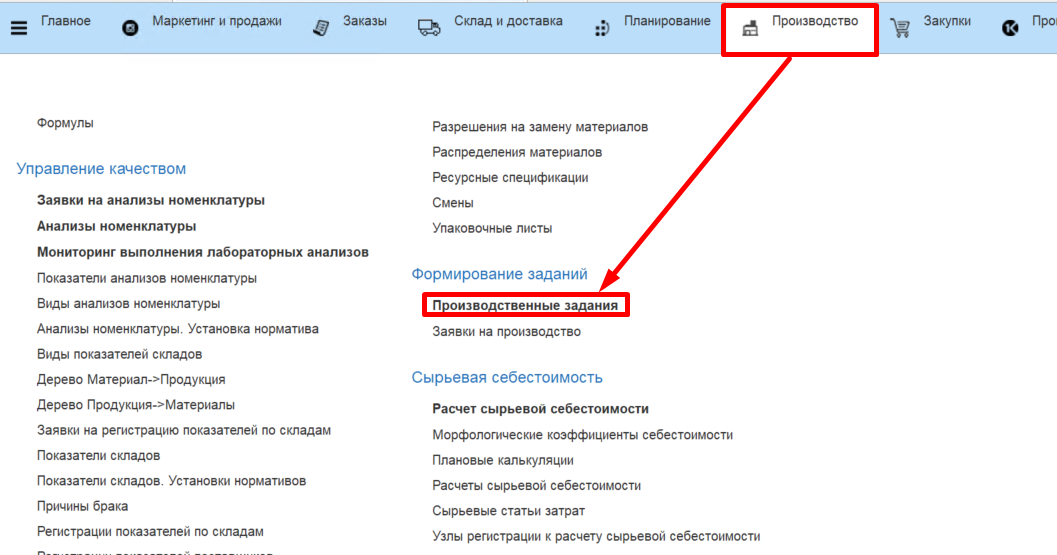 Главное
Маркетинг и продажи
Заказы
Склад и доставка
Планирование
Производство
Закупки
Формулы
Управление качеством
Заявки на анализы номенклатуры
Анализы номенклатуры
Мониторинг выполнения лабораторных анализов
Показатели анализов номенклатуры
Виды анализов номенклатуры
Анализы номенклатуры. Установка норматива
Виды показателей складов
Дерево Материал->Продукция
Дерево Продукция->Материалы
Заявки на регистрацию показателей по складам
Показатели складов
Показатели складов. Установки нормативов
Причины брака
Регистрации показателей по складам
Разрешения на замену материалов
Распределения материалов
Ресурсные спецификации
Смены
Упаковочные листы
Формирование заданий
Производственные задания
Заявки на производство
Сырьевая себестоимость
Расчет сырьевой себестоимости
Морфологические коэффициенты себестоимости
Плановые калькуляции
Расчеты сырьевой себестоимости
Сырьевые статьи затрат
Узлы регистрации к расчету сырьевой себестоимости